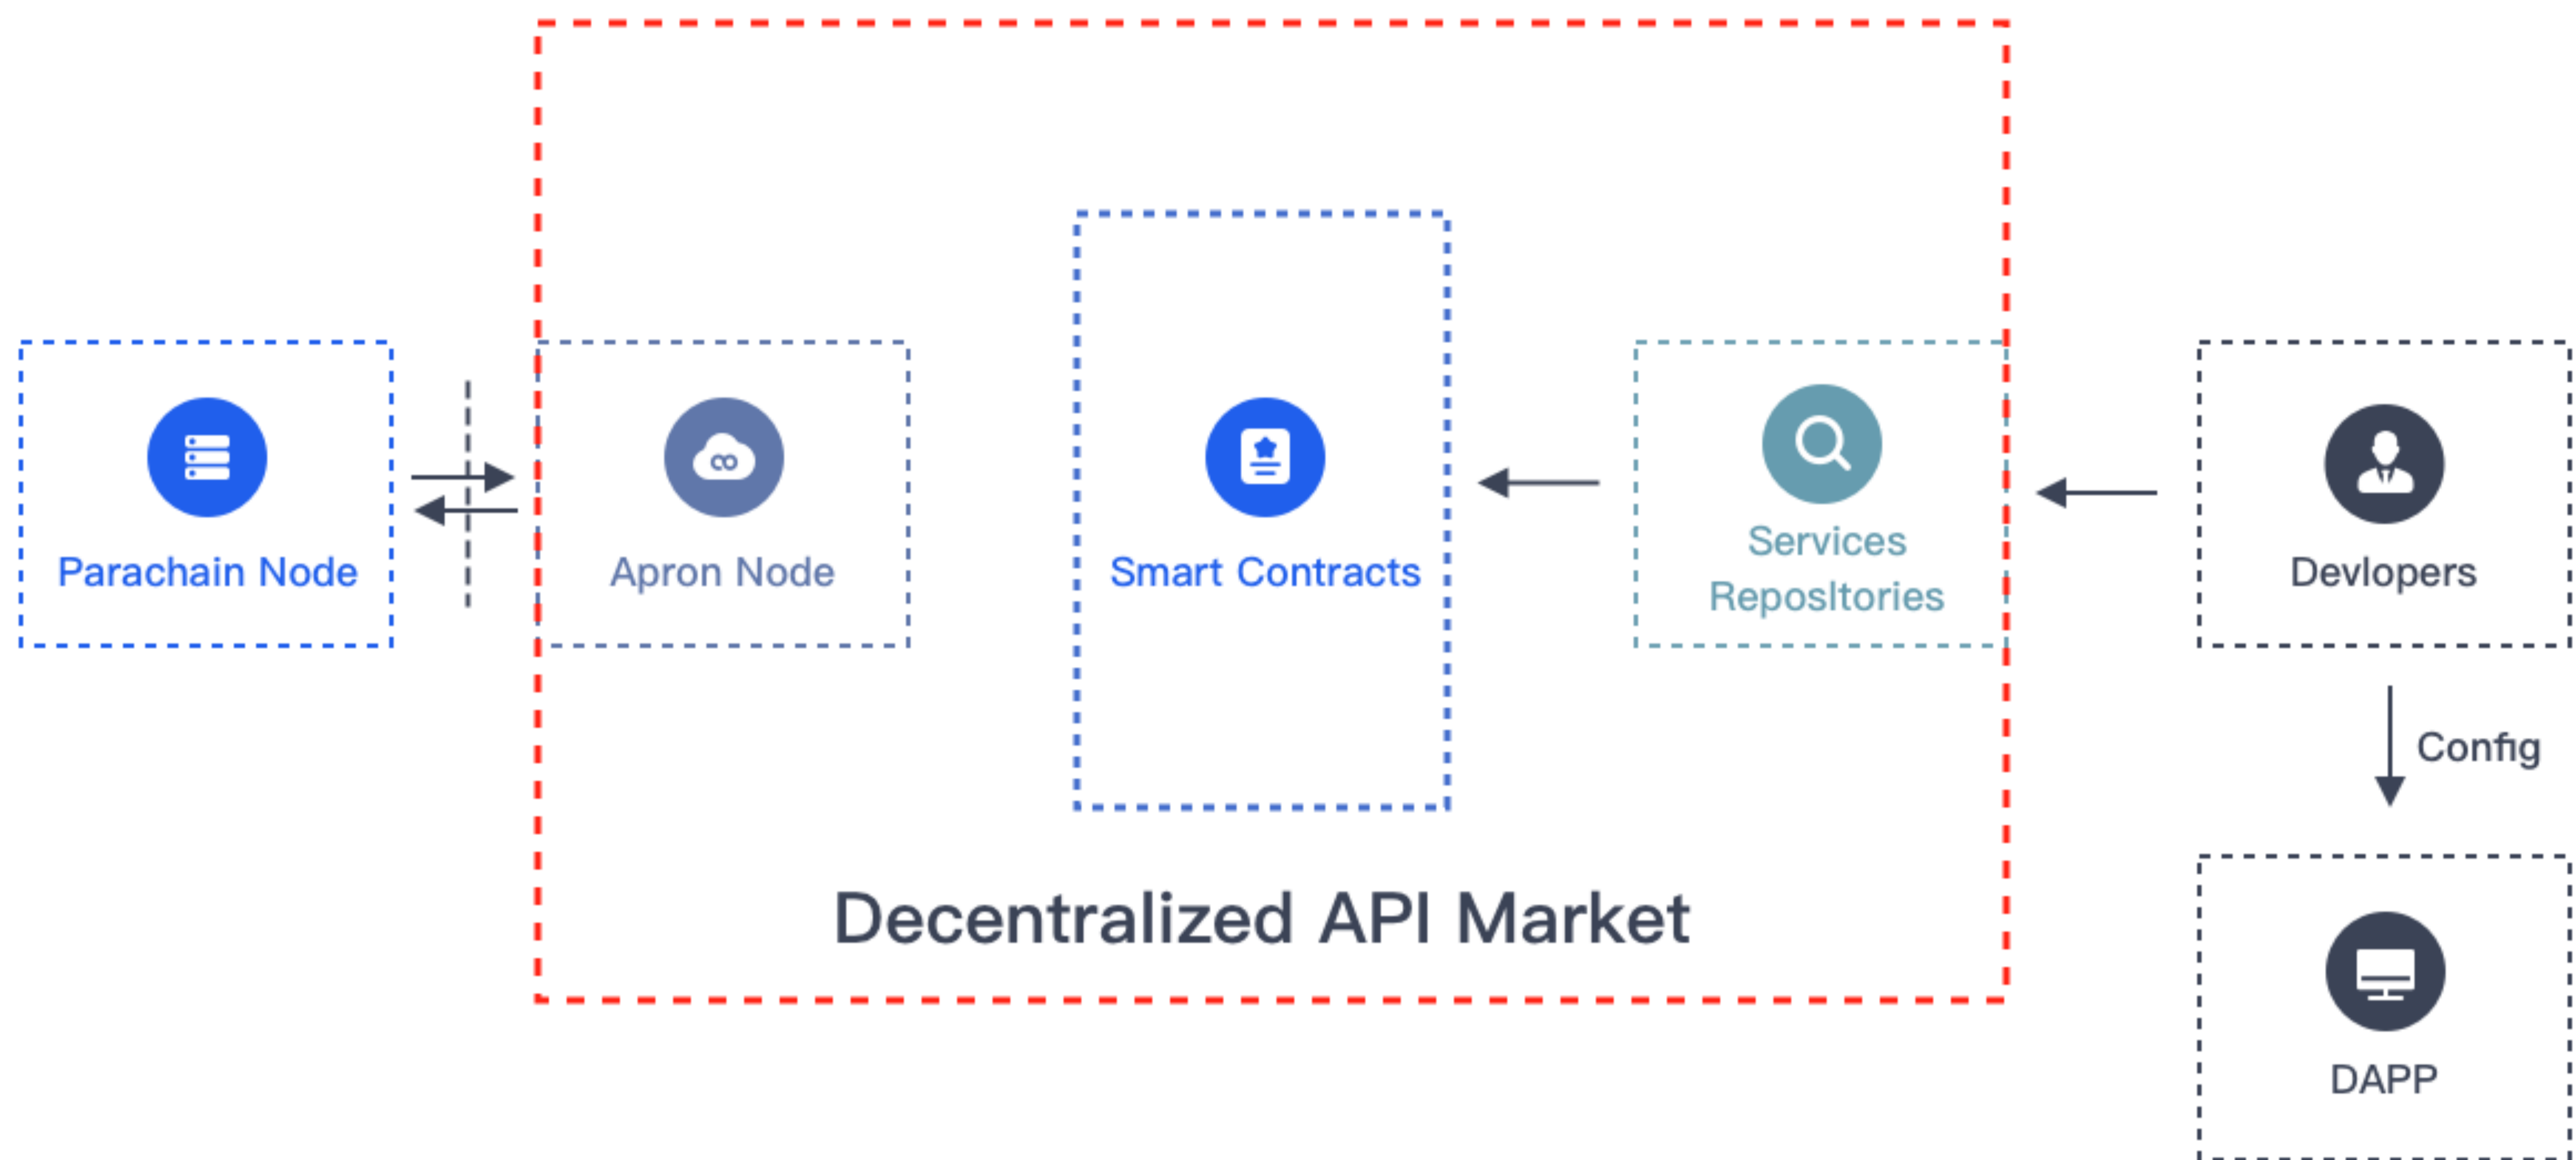 Parachain Node
Apron Node
Smart Contracts
Services
Reposltories
Devlopers
Config
Decentralized API Market
DAPP